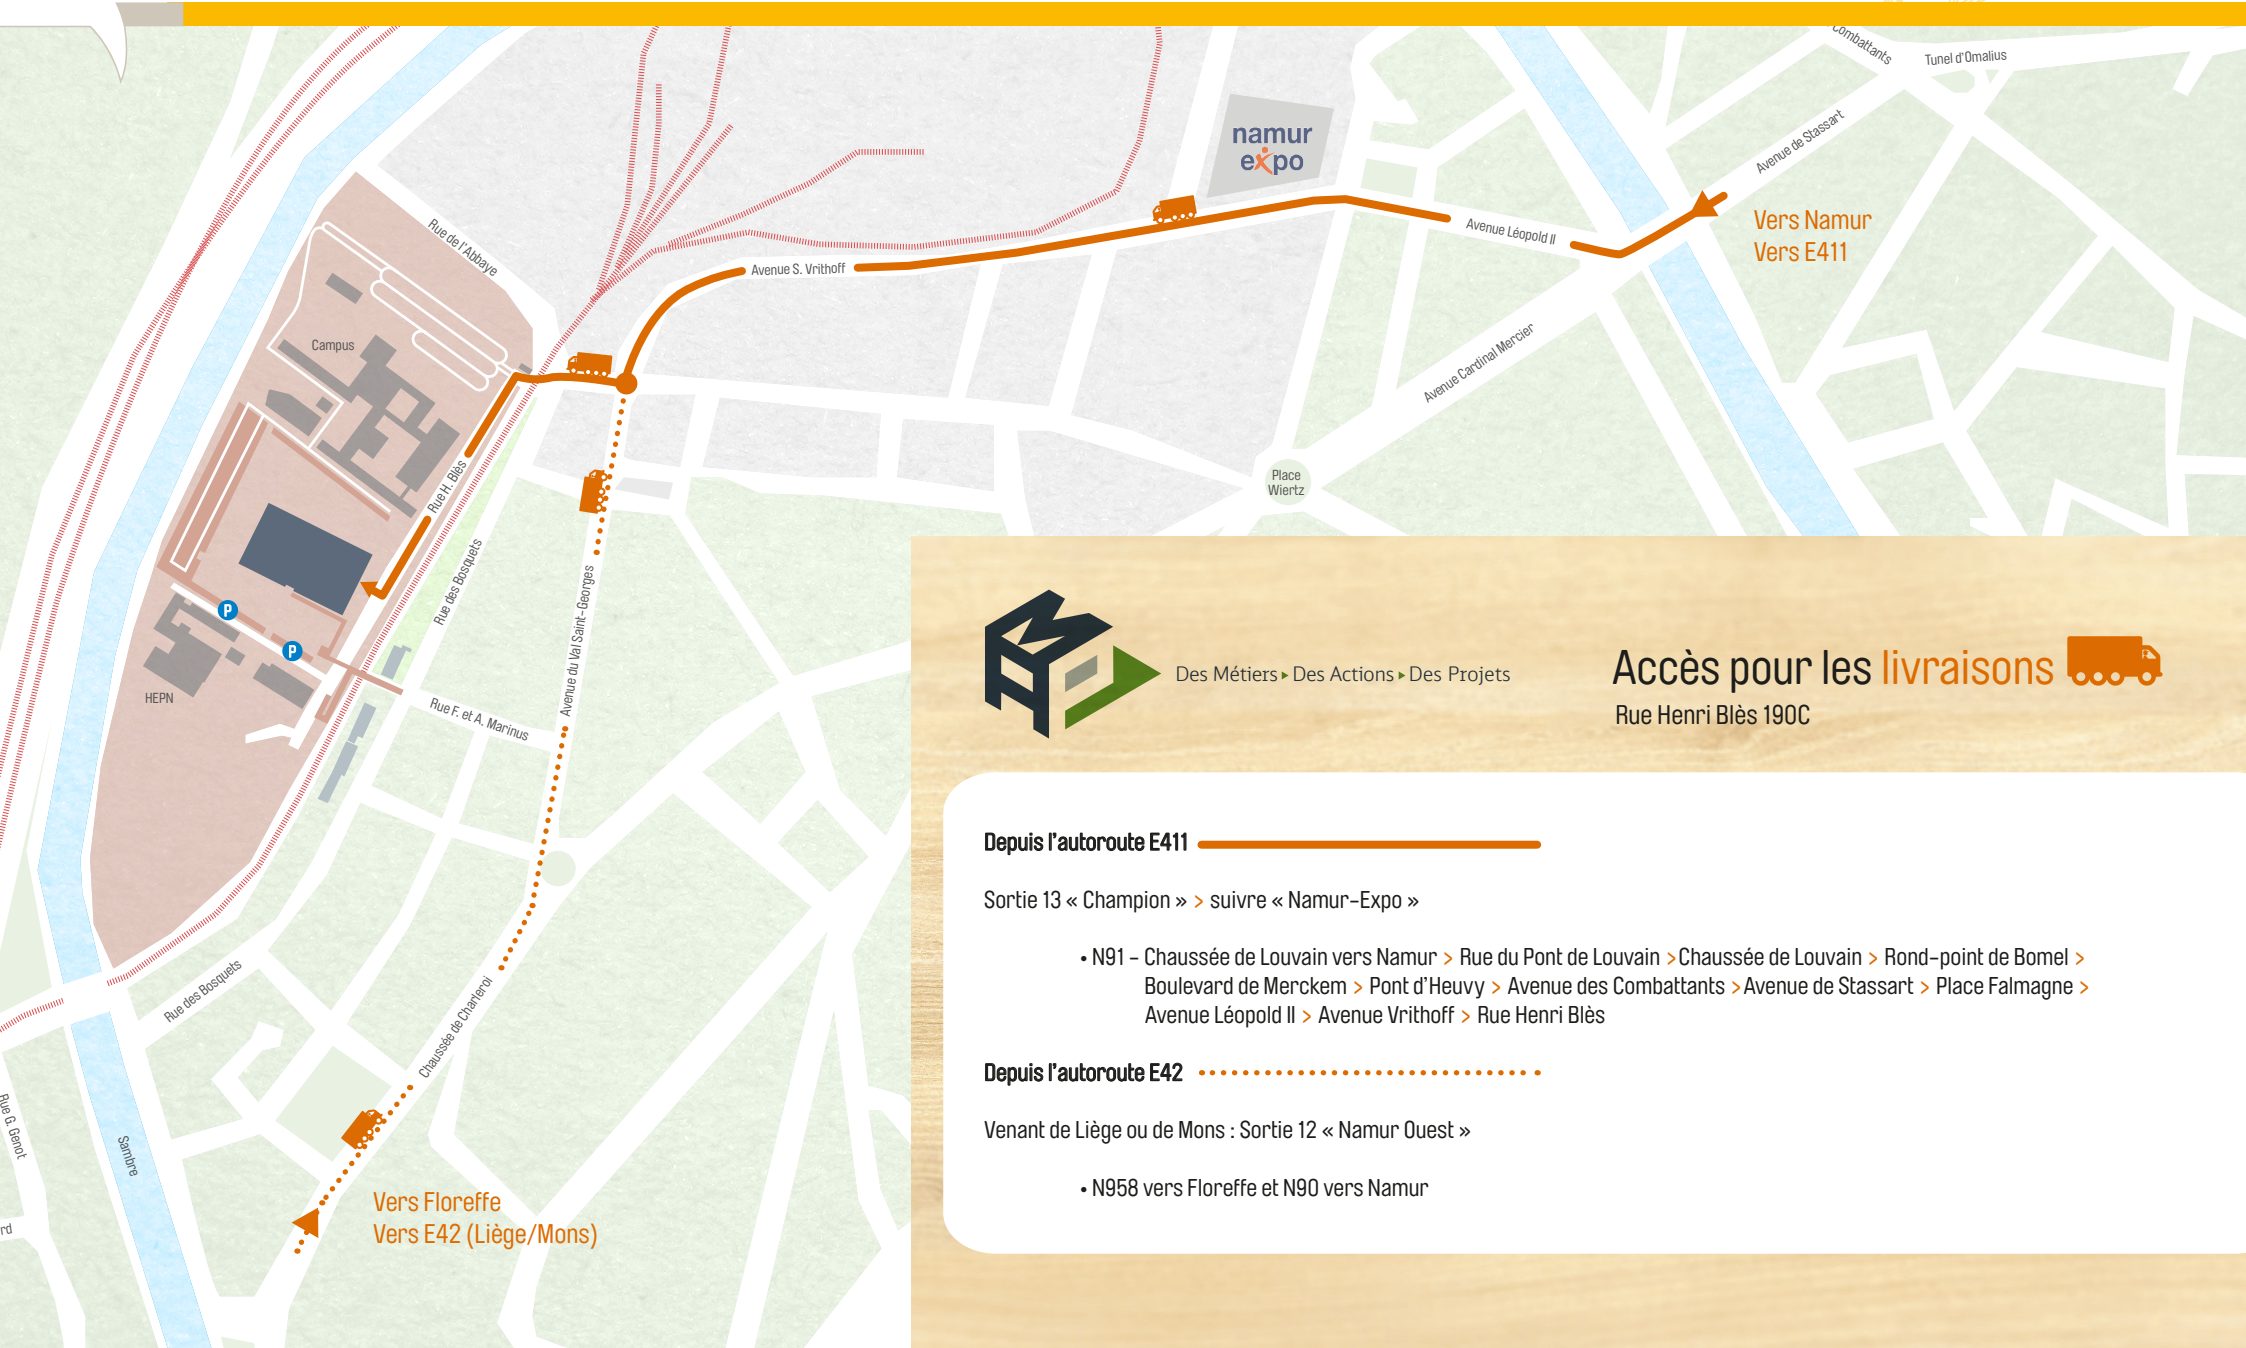 Combattants
Tunel d'Omalius
Avenue de Stassart
namur
expo
Vers Namur
Vers E411
Avenue Léopold II
Rue de l'Abbaye
Avenue S. Vrithoff
Campus
Avenue Cardinal Mercier
Place
Wiertz
Rue H. Blès
Rue des Bosquets
Avenue du Val Saint-Georges
P
P
HEPN
Rue F. et A. Marinus
Rue des Bosquets
Chaussée de Charleroi
Rue G. Genot
Sambre
rd
Vers Floreffe
Vers E42 (Liège/Mons)
MAP
Des Métiers ▸ Des Actions ▸ Des Projets
Accès pour les livraisons
Rue Henri Blès 190C
Depuis l'autoroute E411
Sortie 13 « Champion » > suivre « Namur-Expo »
• N91 – Chaussée de Louvain vers Namur > Rue du Pont de Louvain >Chaussée de Louvain > Rond-point de Bomel >
Boulevard de Merckem > Pont d'Heuvy > Avenue des Combattants >Avenue de Stassart > Place Falmagne >
Avenue Léopold II > Avenue Vrithoff > Rue Henri Blès
Depuis l'autoroute E42
Venant de Liège ou de Mons : Sortie 12 « Namur Ouest »
• N958 vers Floreffe et N90 vers Namur